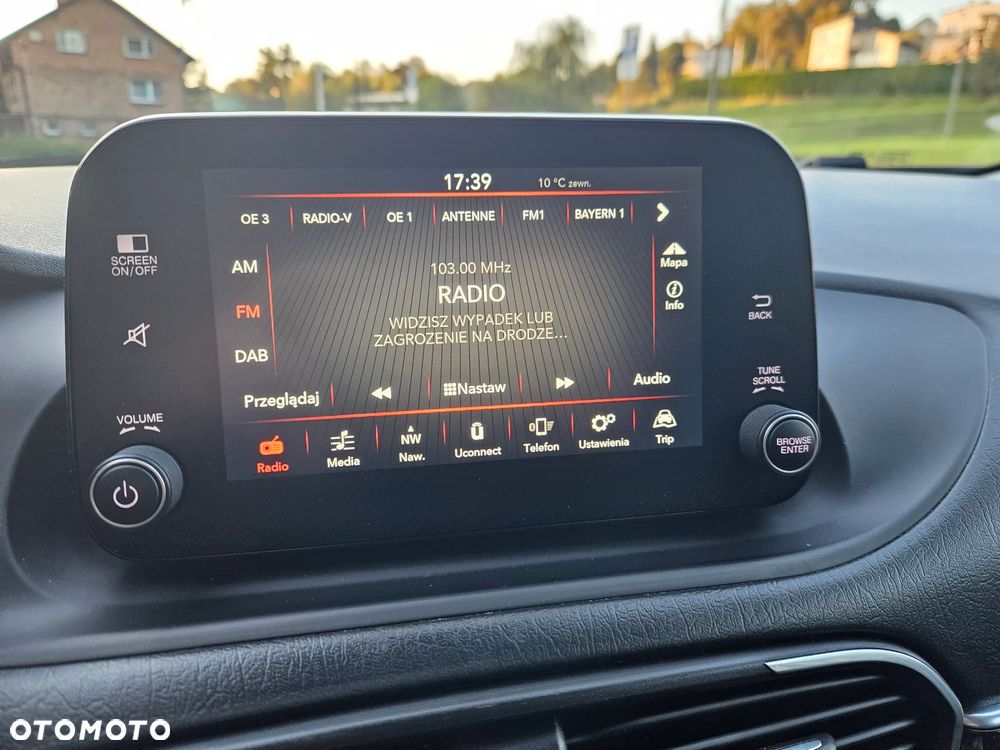 17:39
10 °C zewn.
OE 3
RADIO-V
OE 1
ANTENNE
FM1
BAYERN 1
SCREEN
ON/OFF
AM
FM
DAB
103.00 MHz
RADIO
WIDZISZ WYPADEK LUB
ZAGROZENIE NA DRODZE...
Mapa
Info
BACK
Przeglądaj
Nastaw
Audio
TUNE
SCROLL
VOLUME
BROWSE
ENTER
Radio
Media
NW
Naw.
Uconnect
Telefon
Ustawienia
Trip
OTOMOTO